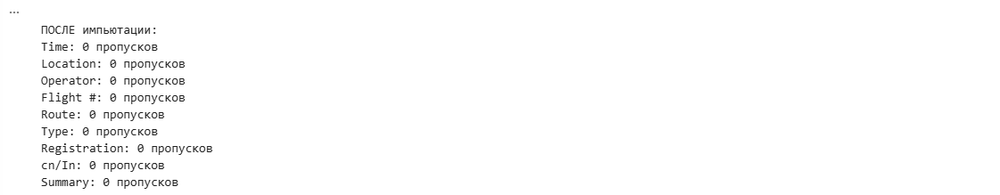 ...
ПОСЛЕ импьютации:
Time: 0 пропусков
Location: 0 пропусков
Operator: 0 пропусков
Flight #: 0 пропусков
Route: 0 пропусков
Type: 0 пропусков
Registration: 0 пропусков
cn/In: 0 пропусков
Summary: 0 пропусков